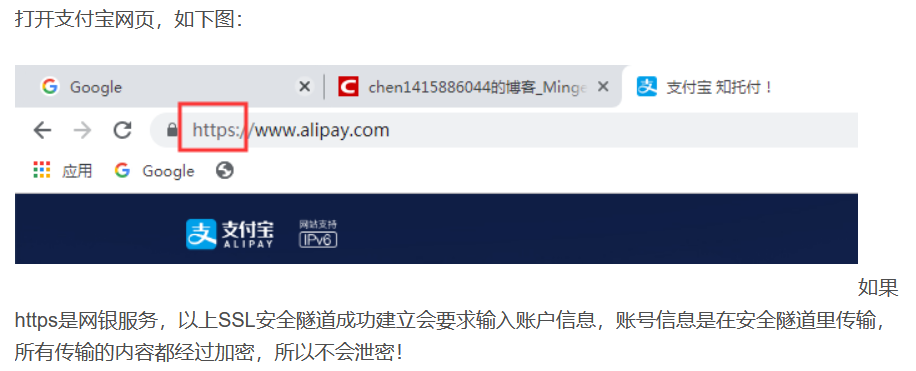 打开支付宝网页，如下图：
Google
chen1415886044的博客_Minge
支付宝 知托付！
https://www.alipay.com
应用
Google
支付宝
ALIPAY
网站支持
IPv6
如果
https是网银服务，以上SSL安全隧道成功建立会要求输入账户信息，账号信息是在安全隧道里传输，
所有传输的内容都经过加密，所以不会泄密！